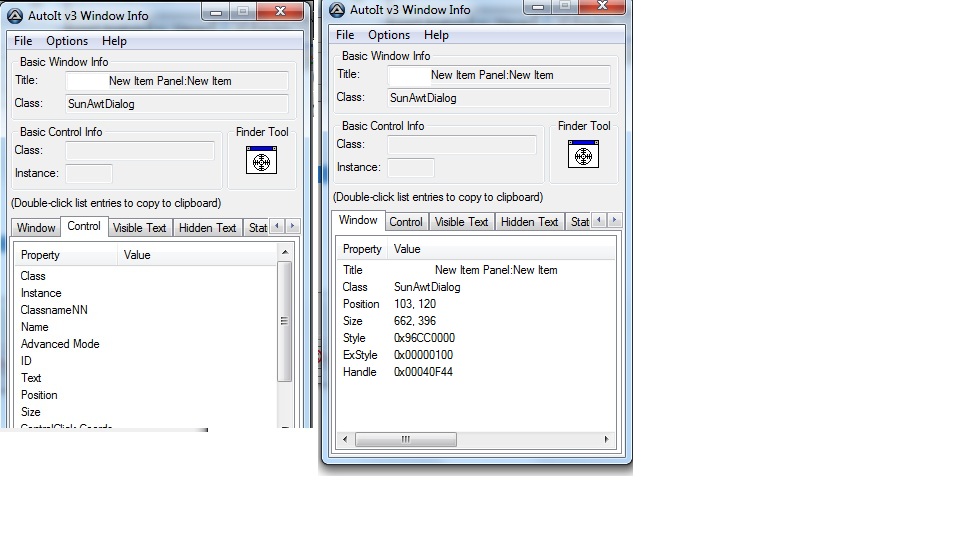 AutoIt v3 Window Info
File Options Help
Basic Window Info
Title: New Item Panel:New Item
Class: SunAwtDialog
Basic Control Info
Finder Tool
Class:
Instance:
(Double-click list entries to copy to clipboard)
Window Control Visible Text Hidden Text Stat
Property Value
Class
Instance
ClassnameNN
Name
Advanced Mode
ID
Text
Position
Size
ControlClick Coords
AutoIt v3 Window Info
File Options Help
Basic Window Info
Title: New Item Panel:New Item
Class: SunAwtDialog
Basic Control Info
Finder Tool
Class:
Instance:
(Double-click list entries to copy to clipboard)
Window Control Visible Text Hidden Text Stat
Property Value
Title New Item Panel:New Item
Class SunAwtDialog
Position 103, 120
Size 662, 396
Style 0x96CC0000
ExStyle 0x00000100
Handle 0x00040F44